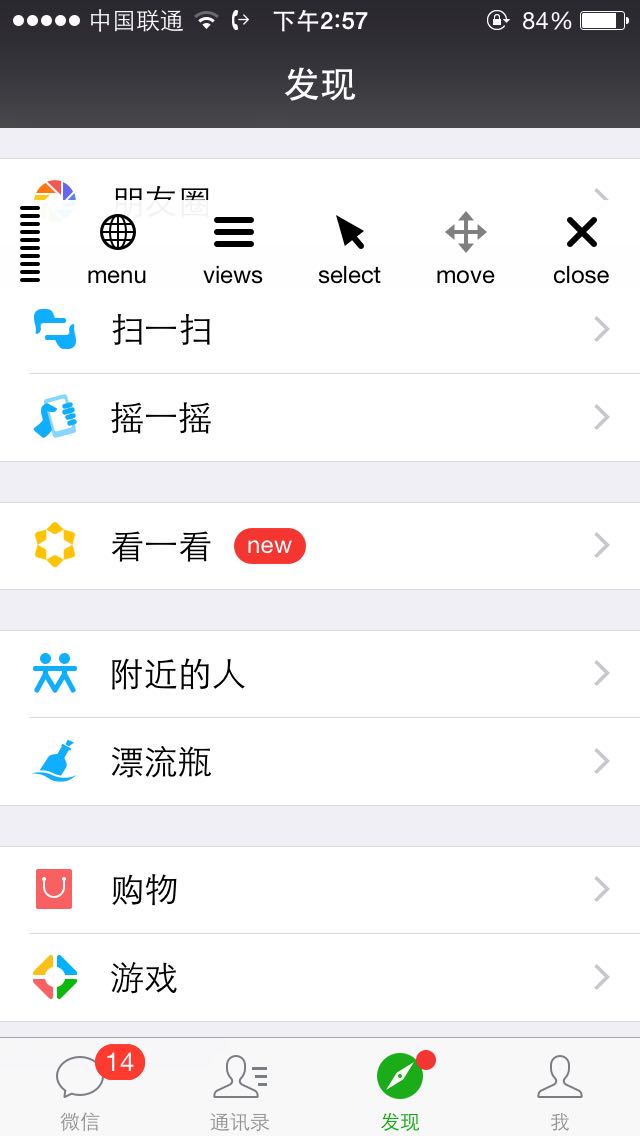 中国联通 下午2:57 84%
发现
朋友圈
menu views select move close
扫一扫
摇一摇
看一看 new
附近的人
漂流瓶
购物
游戏
14
微信 通讯录 发现 我